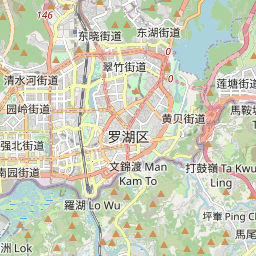 146
东晓街道
东湖街道
翠竹街道
清水河街道
莲塘街道
园岭街道
黄贝街道
馬鞍
强北街道
罗湖区
南园街道
文錦渡 Man
Kam To
打鼓嶺 Ta Kwu
Ling
羅湖 Lo Wu
坪輋 Ping Ch
洲 Lok
馬尾